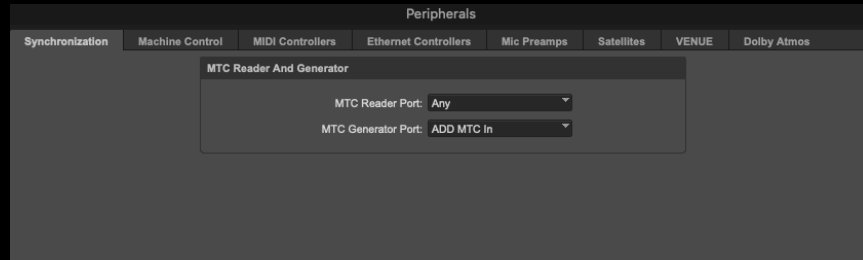 Peripherals
Synchronization Machine Control MIDI Controllers Ethernet Controllers Mic Preamps Satellites VENUE Dolby Atmos
MTC Reader And Generator
MTC Reader Port: Any
MTC Generator Port: ADD MTC In